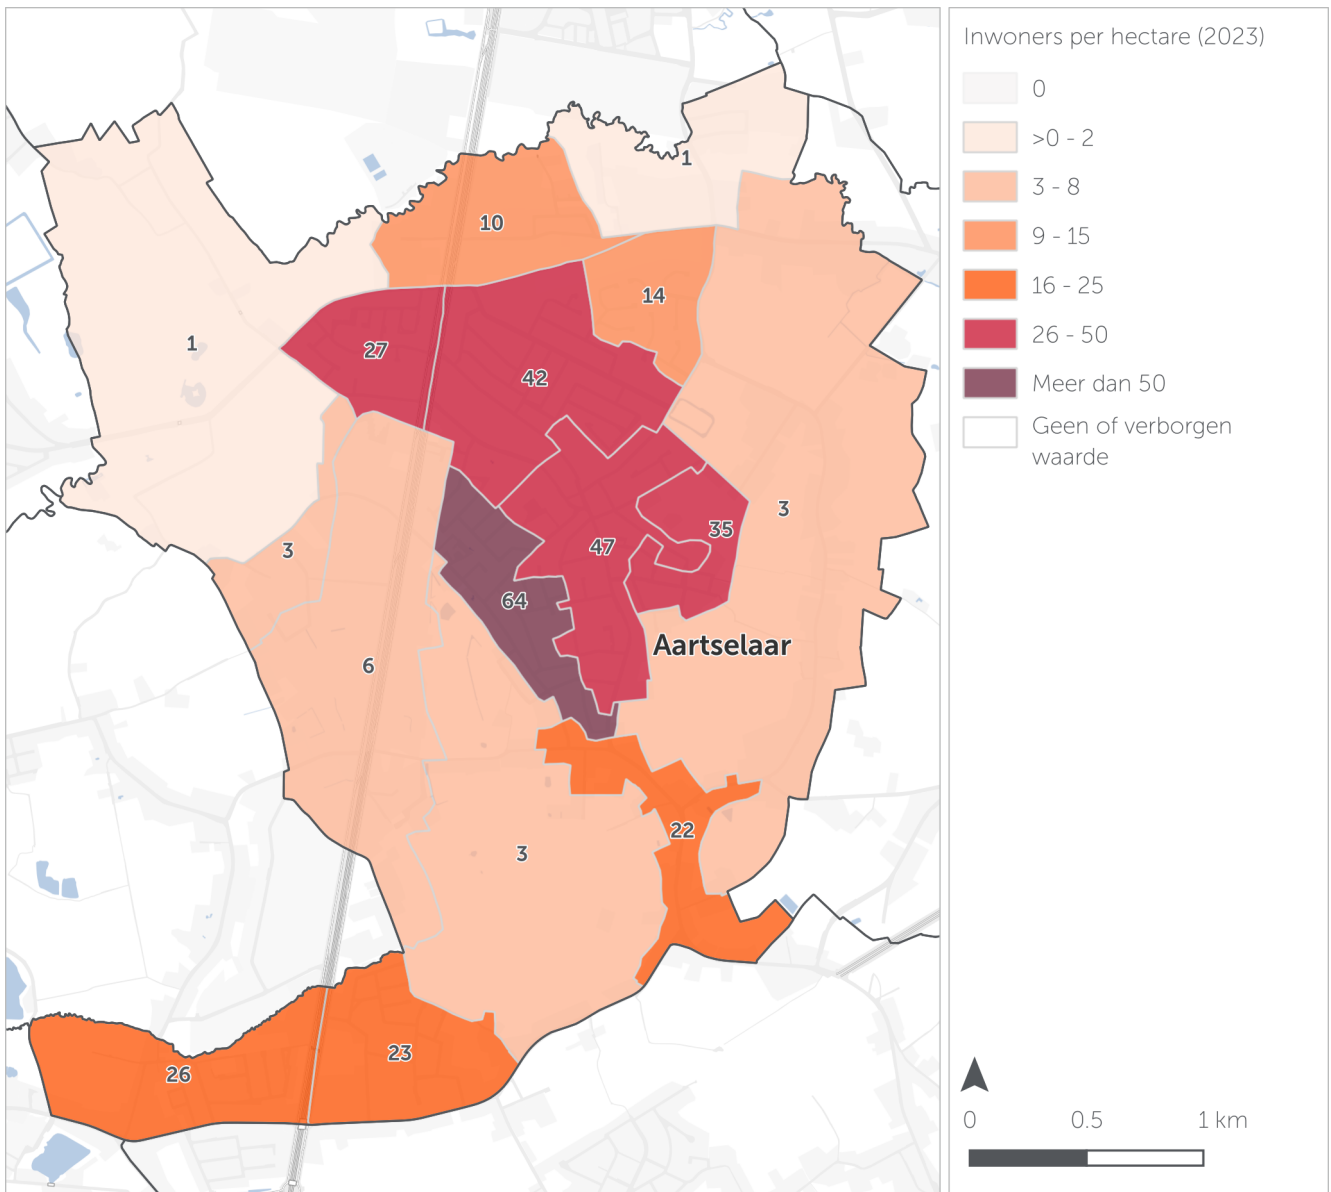 1
10
14
1
27
42
3
35
3
47
64
Aartselaar
6
22
3
23
26
Inwoners per hectare (2023)
0
>0 - 2
3 - 8
9 - 15
16 - 25
26 - 50
Meer dan 50
Geen of verborgen
waarde
0 0.5 1 km